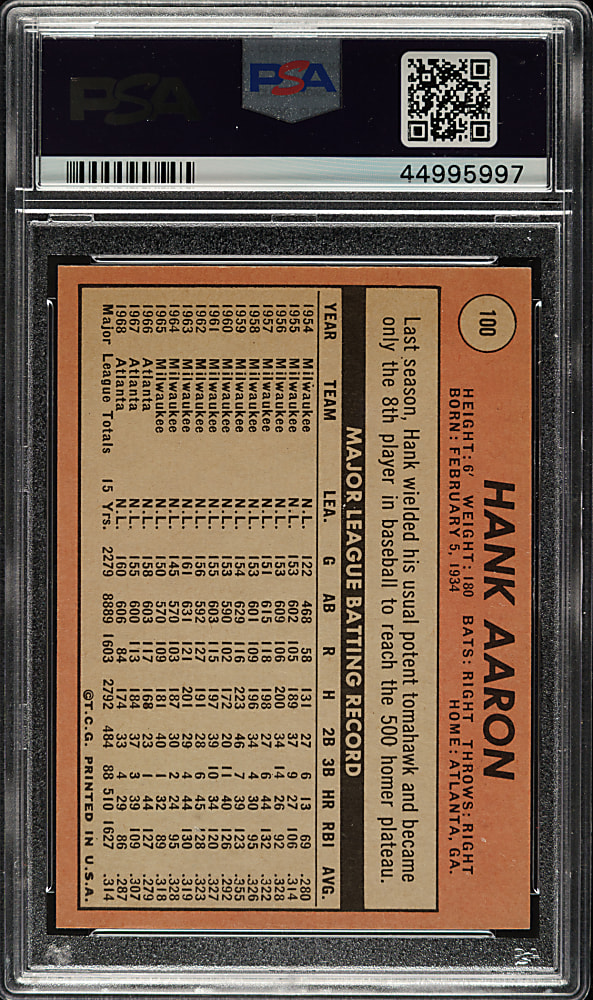 PSA
PSA
44995997
100
HANK AARON
HEIGHT: 6' WEIGHT: 180 BATS: RIGHT THROWS: RIGHT
BORN: FEBRUARY 5, 1934 HOME: ATLANTA, GA.
Last season, Hank wielded his usual potent tomahawk and became
only the 8th player in baseball to reach the 500 homer plateau.
MAJOR LEAGUE BATTING RECORD
YEAR TEAM LEA. G AB R H 2B 3B HR RBI AVG.
1954 Milwaukee N.L. 122 468 58 131 27 6 13 69 .280
1955 Milwaukee N.L. 153 602 105 189 37 9 27 106 .314
1956 Milwaukee N.L. 153 609 106 200 34 14 26 92 .328
1957 Milwaukee N.L. 151 615 118 198 27 6 44 132 .322
1958 Milwaukee N.L. 153 601 109 196 34 4 30 95 .326
1959 Milwaukee N.L. 154 629 116 223 46 7 39 123 .355
1960 Milwaukee N.L. 153 590 102 172 20 11 40 126 .292
1961 Milwaukee N.L. 155 603 115 197 39 10 34 120 .327
1962 Milwaukee N.L. 156 592 127 191 28 6 45 128 .323
1963 Milwaukee N.L. 161 631 121 201 29 4 44 130 .319
1964 Milwaukee N.L. 145 570 103 187 30 2 24 95 .328
1965 Milwaukee N.L. 150 570 109 181 40 1 32 89 .318
1966 Atlanta N.L. 158 603 117 168 23 1 44 127 .279
1967 Atlanta N.L. 155 600 113 184 37 3 39 109 .307
1968 Atlanta N.L. 160 606 84 174 33 4 29 86 .287
Major League Totals 15 Yrs. 2279 8889 1603 2792 484 88 510 1627 .314
©T.C.G. PRINTED IN U.S.A.